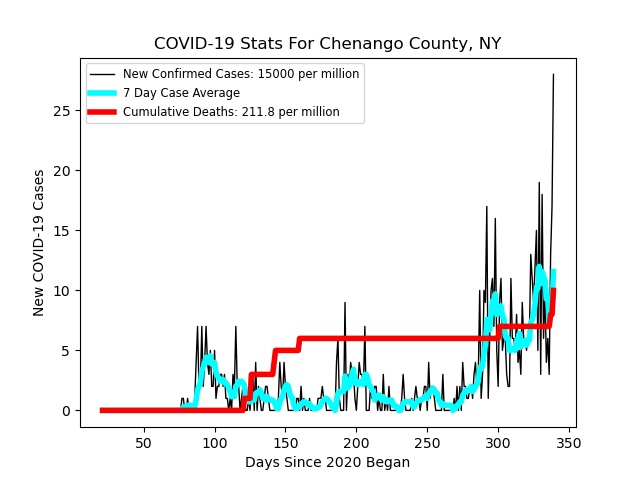 COVID-19 Stats For Chenango County, NY
New Confirmed Cases: 15000 per million
7 Day Case Average
Cumulative Deaths: 211.8 per million
New COVID-19 Cases
25
20
15
10
5
0
50 100 150 200 250 300 350
Days Since 2020 Began